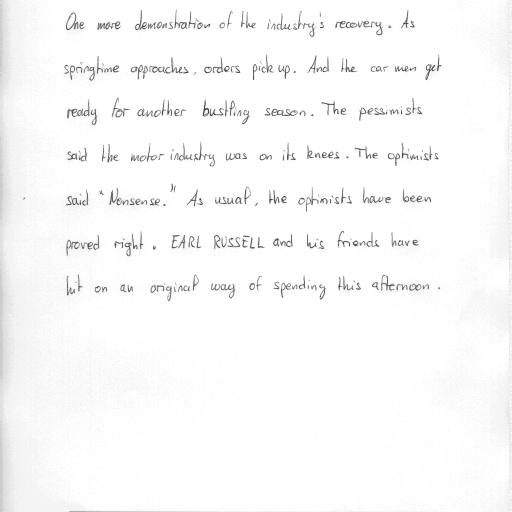 One more demonstration of the industry's recovery. As
springtime approaches, orders pick up. And the car men get
ready for another bustling season. The pessimists
said the motor industry was on its knees. The optimists
said "Nonsense." As usual, the optimists have been
proved right. EARL RUSSELL and his friends have
hit on an original way of spending this afternoon.